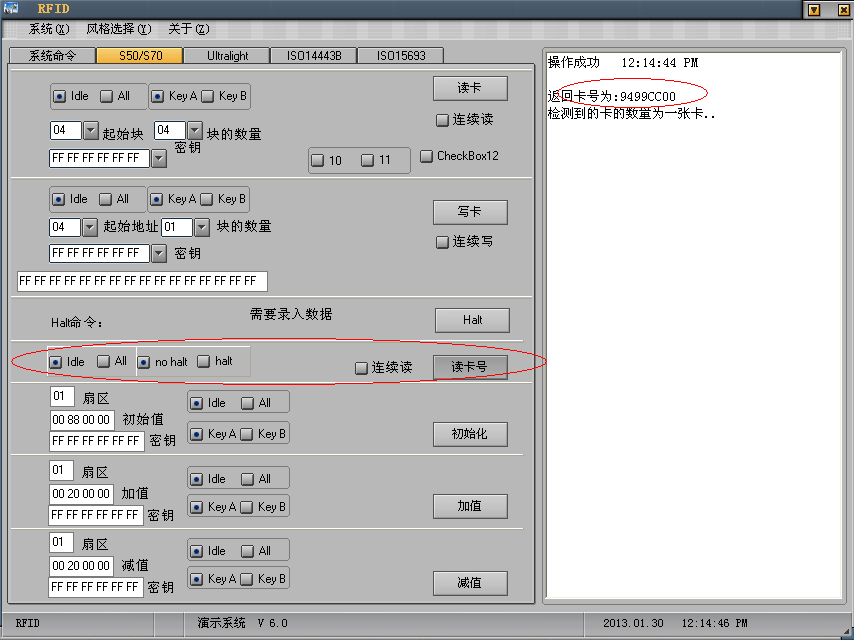 RFID
系统(X) 风格选择(Y) 关于(Z)
系统命令 S50/S70 Ultralight ISO14443B ISO15693
Idle All Key A Key B 读卡
04 起始块 04 块的数量 连续读
FF FF FF FF FF FF 密钥
10 11 CheckBox12
Idle All Key A Key B 写卡
04 起始地址 01 块的数量
连续写
FF FF FF FF FF FF 密钥
FF FF FF FF FF FF FF FF FF FF FF FF FF FF FF FF
Halt命令: 需要录入数据 Halt
Idle All no halt halt 连续读 读卡号
01 扇区 Idle All
00 88 00 00 初始值
FF FF FF FF FF FF 密钥 Key A Key B 初始化
01 扇区 Idle All
00 20 00 00 加值
FF FF FF FF FF FF 密钥 Key A Key B 加值
01 扇区 Idle All
00 20 00 00 减值
FF FF FF FF FF FF 密钥 Key A Key B 减值
操作成功 12:14:44 PM
返回卡号为:9499CC00
检测到的卡的数量为一张卡..
RFID 演示系统 V 6.0 2013.01.30 12:14:46 PM